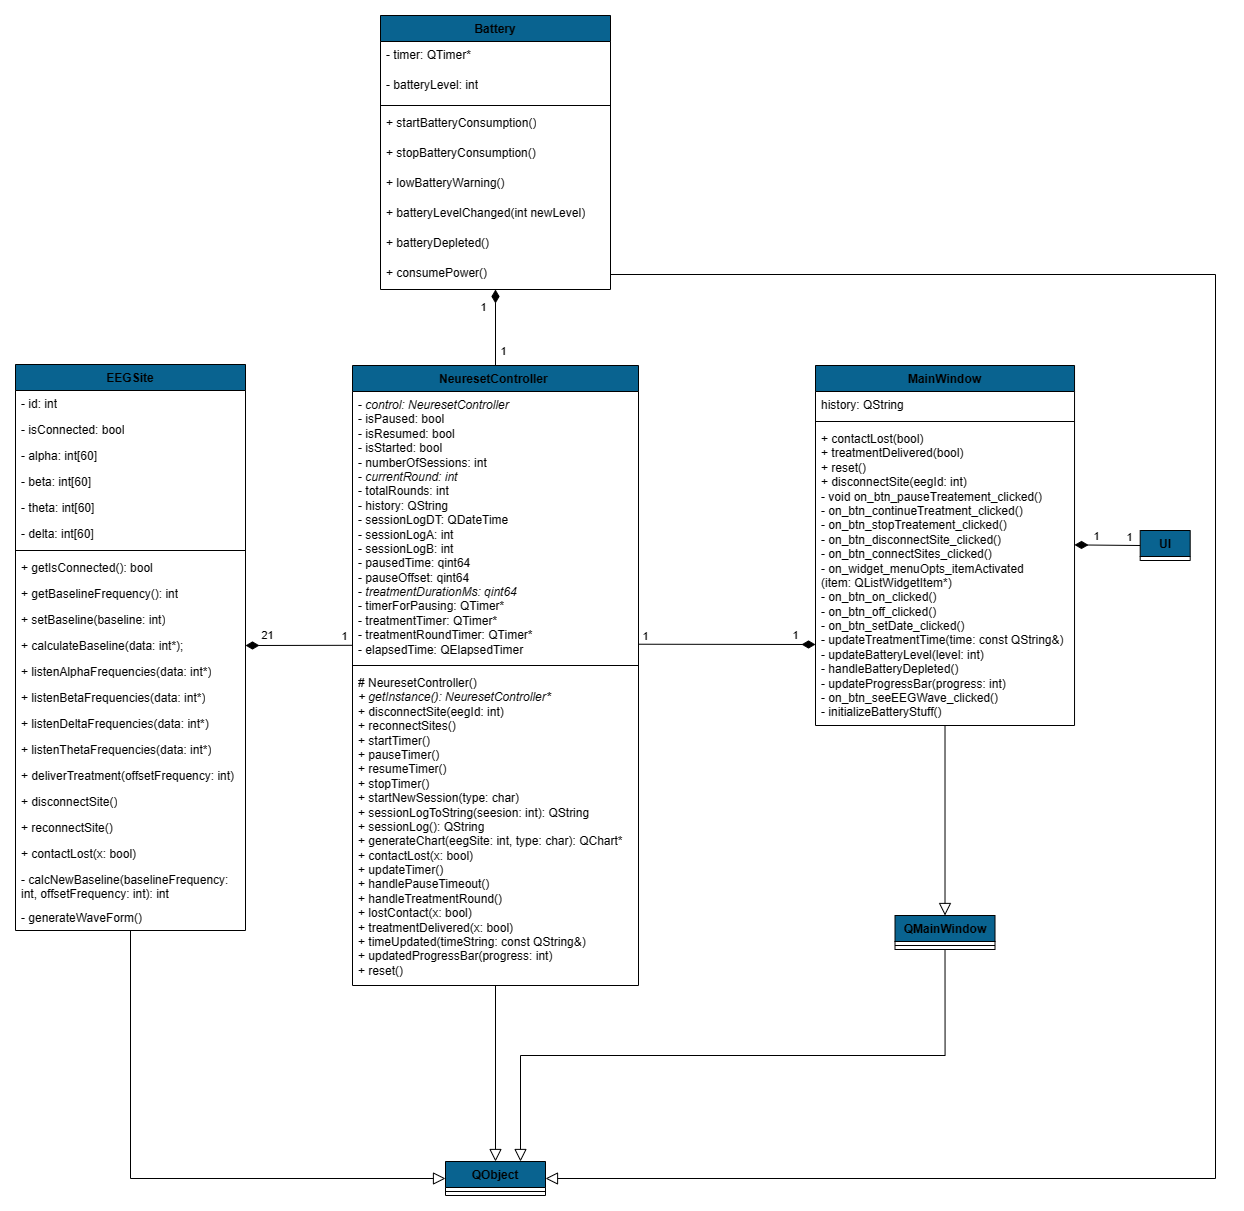 Battery
- timer: QTimer*
- batteryLevel: int
+ startBatteryConsumption()
+ stopBatteryConsumption()
+ lowBatteryWarning()
+ batteryLevelChanged(int newLevel)
+ batteryDepleted()
+ consumePower()
1
1
EEGSite
- id: int
- isConnected: bool
- alpha: int[60]
- beta: int[60]
- theta: int[60]
- delta: int[60]
+ getIsConnected(): bool
+ getBaselineFrequency(): int
+ setBaseline(baseline: int)
+ calculateBaseline(data: int*);
+ listenAlphaFrequencies(data: int*)
+ listenBetaFrequencies(data: int*)
+ listenDeltaFrequencies(data: int*)
+ listenThetaFrequencies(data: int*)
+ deliverTreatment(offsetFrequency: int)
+ disconnectSite()
+ reconnectSite()
+ contactLost(x: bool)
- calcNewBaseline(baselineFrequency:
int, offsetFrequency: int): int
- generateWaveForm()
21
1
NeuresetController
- control: NeuresetController
- isPaused: bool
- isResumed: bool
- isStarted: bool
- numberOfSessions: int
- currentRound: int
- totalRounds: int
- history: QString
- sessionLogDT: QDateTime
- sessionLogA: int
- sessionLogB: int
- pausedTime: qint64
- pauseOffset: qint64
- treatmentDurationMs: qint64
- timerForPausing: QTimer*
- treatmentTimer: QTimer*
- treatmentRoundTimer: QTimer*
- elapsedTime: QElapsedTimer
# NeuresetController()
+ getInstance(): NeuresetController*
+ disconnectSite(eegId: int)
+ reconnectSites()
+ startTimer()
+ pauseTimer()
+ resumeTimer()
+ stopTimer()
+ startNewSession(type: char)
+ sessionLogToString(seesion: int): QString
+ sessionLog(): QString
+ generateChart(eegSite: int, type: char): QChart*
+ contactLost(x: bool)
+ updateTimer()
+ handlePauseTimeout()
+ handleTreatmentRound()
+ lostContact(x: bool)
+ treatmentDelivered(x: bool)
+ timeUpdated(timeString: const QString&)
+ updatedProgressBar(progress: int)
+ reset()
1
1
MainWindow
history: QString
+ contactLost(bool)
+ treatmentDelivered(bool)
+ reset()
+ disconnectSite(eegId: int)
- void on_btn_pauseTreatement_clicked()
- on_btn_continueTreatment_clicked()
- on_btn_stopTreatement_clicked()
- on_btn_disconnectSite_clicked()
- on_btn_connectSites_clicked()
- on_widget_menuOpts_itemActivated
(item: QListWidgetItem*)
- on_btn_on_clicked()
- on_btn_off_clicked()
- on_btn_setDate_clicked()
- updateTreatmentTime(time: const QString&)
- updateBatteryLevel(level: int)
- handleBatteryDepleted()
- updateProgressBar(progress: int)
- on_btn_seeEEGWave_clicked()
- initializeBatteryStuff()
1
1
UI
QMainWindow
QObject